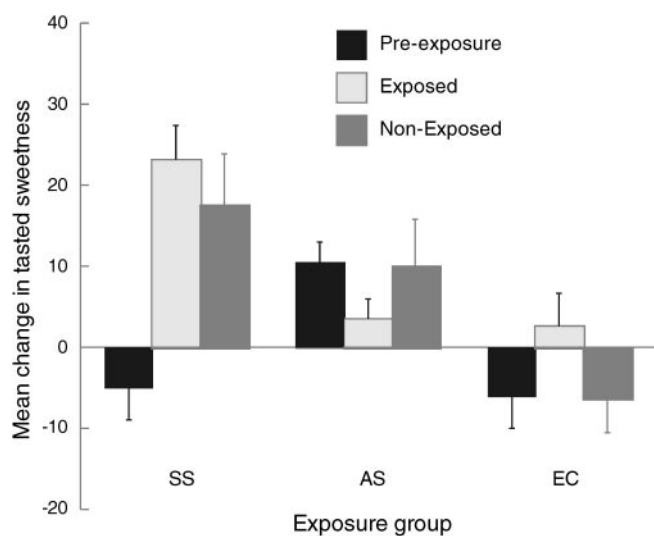 Mean change in tasted sweetness
40
30
20
10
0
-10
-20
Pre-exposure
Exposed
Non-Exposed
SS
AS
EC
Exposure group